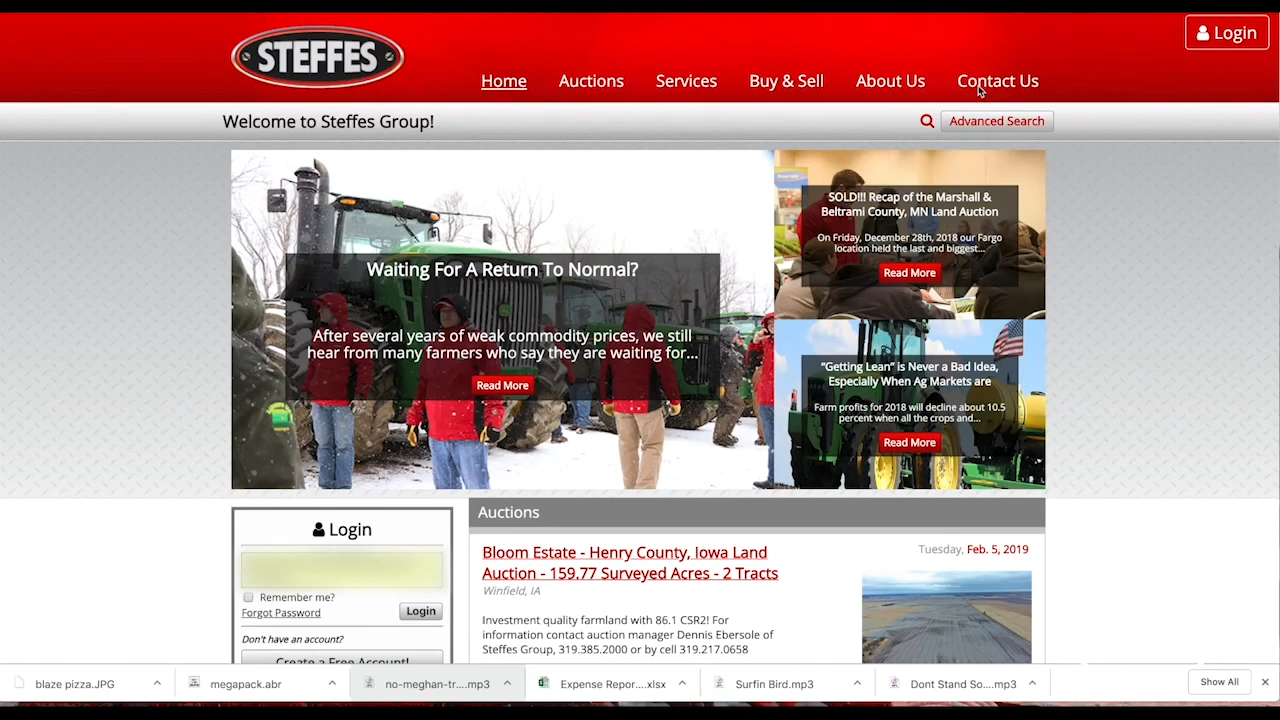 Login
STEFFES
Home Auctions Services Buy & Sell About Us Contact Us
Welcome to Steffes Group!
Advanced Search
Waiting For A Return To Normal?
After several years of weak commodity prices, we still
hear from many farmers who say they are waiting for...
Read More
SOLD!!! Recap of the Marshall &
Beltrami County, MN Land Auction
On Friday, December 28th, 2018 our Fargo
location held the last and biggest...
Read More
“Getting Lean” is Never a Bad Idea,
Especially When Ag Markets are
Farm profits for 2018 will decline about 10.5
percent when all the crops and...
Read More
Login
Remember me?
Forgot Password
Login
Don't have an account?
Create a Free Account!
Auctions
Bloom Estate - Henry County, Iowa Land
Auction - 159.77 Surveyed Acres - 2 Tracts
Winfield, IA
Tuesday, Feb. 5, 2019
Investment quality farmland with 86.1 CSR2! For
information contact auction manager Dennis Ebersole of
Steffes Group, 319.385.2000 or by cell 319.217.0658
blaze pizza.JPG
megapack.abr
no-meghan-tr....mp3
Expense Repor....xlsx
Surfin Bird.mp3
Dont Stand So....mp3
Show All